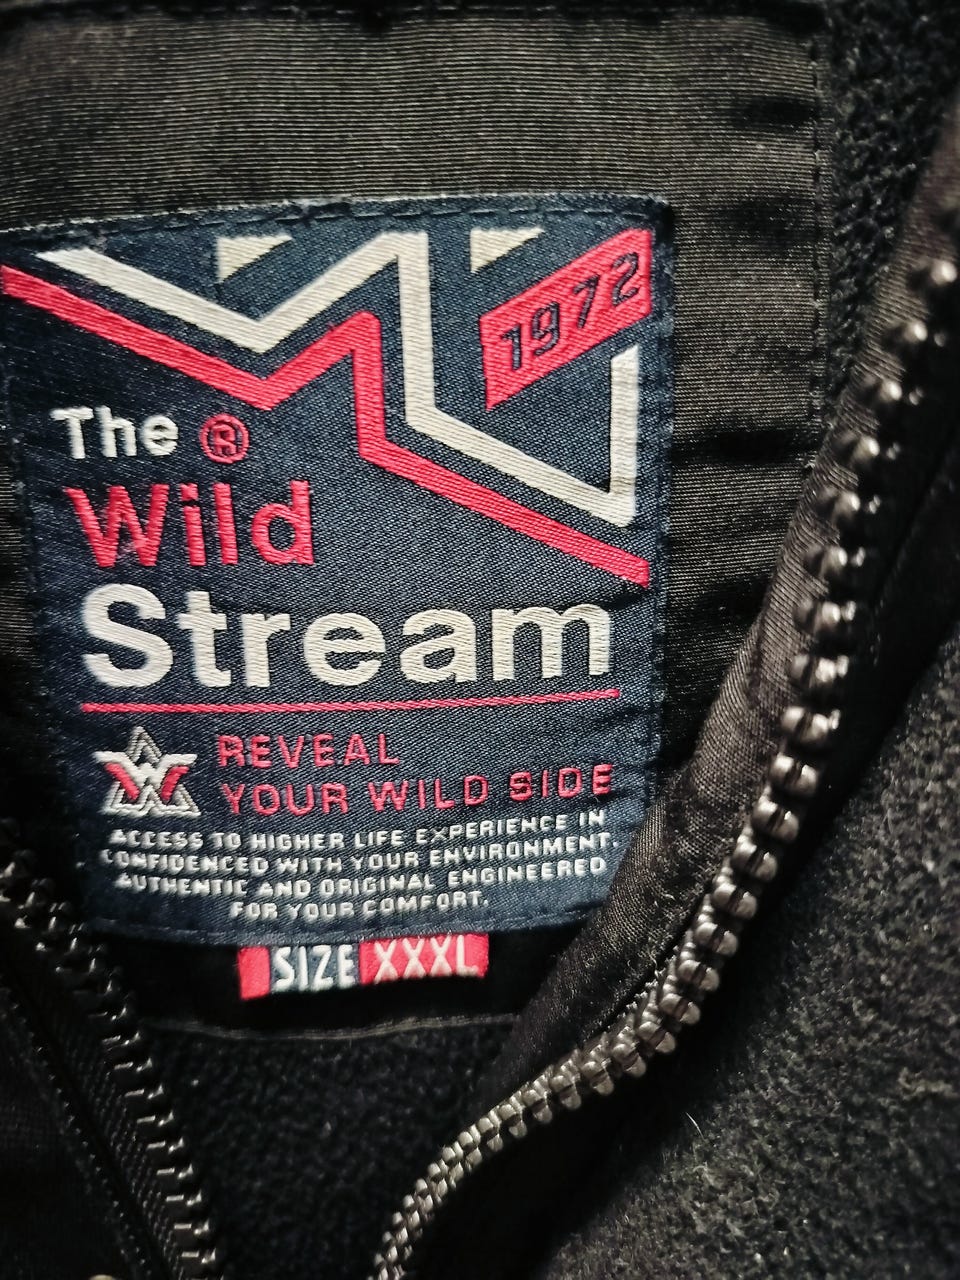 1972
The ®
Wild
Stream
REVEAL
YOUR WILD SIDE
ACCESS TO HIGHER LIFE EXPERIENCE IN
CONFIDENCED WITH YOUR ENVIRONMENT.
AUTHENTIC AND ORIGINAL ENGINEERED
FOR YOUR COMFORT.
SIZE XXXL